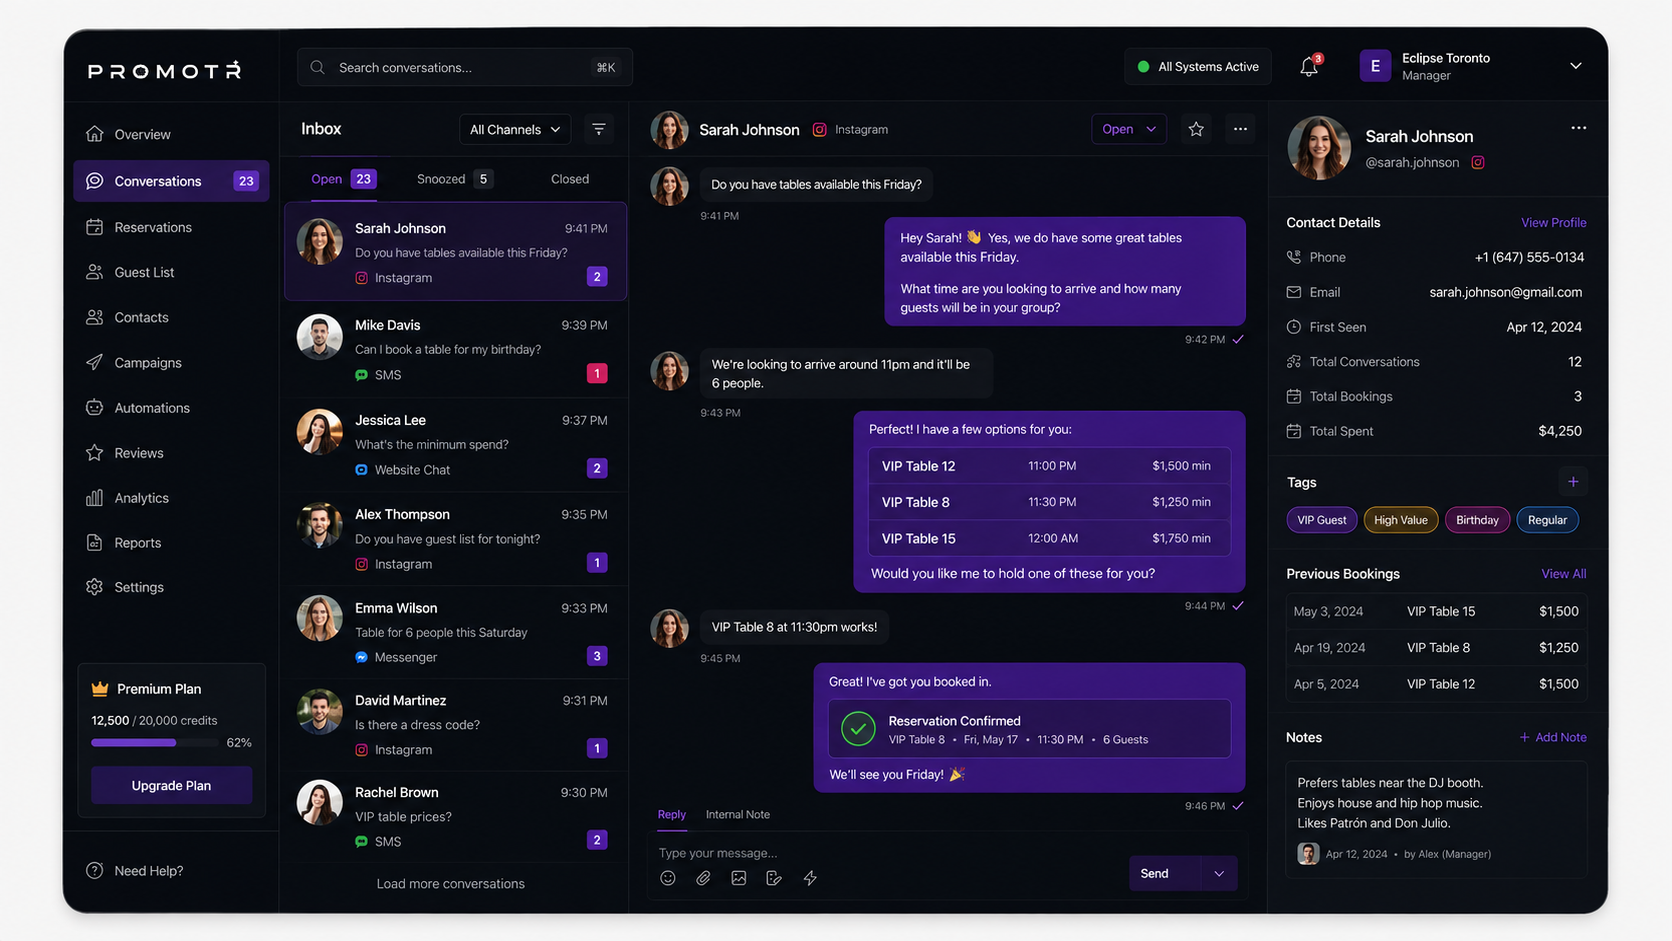 PROMOTR
Search conversations...
⌘K
All Systems Active
3
E
Eclipse Toronto
Manager
Overview
Conversations
23
Reservations
Guest List
Contacts
Campaigns
Automations
Reviews
Analytics
Reports
Settings
Premium Plan
12,500 / 20,000 credits
62%
Upgrade Plan
Need Help?
Inbox
All Channels
Open 23
Snoozed 5
Closed
Sarah Johnson 9:41 PM
Do you have tables available this Friday?
Instagram 2
Mike Davis 9:39 PM
Can I book a table for my birthday?
SMS 1
Jessica Lee 9:37 PM
What's the minimum spend?
Website Chat 2
Alex Thompson 9:35 PM
Do you have guest list for tonight?
Instagram 1
Emma Wilson 9:33 PM
Table for 6 people this Saturday
Messenger 3
David Martinez 9:31 PM
Is there a dress code?
Instagram 1
Rachel Brown 9:30 PM
VIP table prices?
SMS 2
Load more conversations
Sarah Johnson Instagram
Open
Do you have tables available this Friday?
9:41 PM
Hey Sarah! 👋 Yes, we do have some great tables
available this Friday.
What time are you looking to arrive and how many
guests will be in your group?
9:42 PM
We're looking to arrive around 11pm and it'll be
6 people.
9:43 PM
Perfect! I have a few options for you:
VIP Table 12 11:00 PM $1,500 min
VIP Table 8 11:30 PM $1,250 min
VIP Table 15 12:00 AM $1,750 min
Would you like me to hold one of these for you?
9:44 PM
VIP Table 8 at 11:30pm works!
9:45 PM
Great! I've got you booked in.
Reservation Confirmed
VIP Table 8 • Fri, May 17 • 11:30 PM • 6 Guests
We'll see you Friday! 🎉
9:46 PM
Reply
Internal Note
Type your message...
Send
Sarah Johnson
@sarah.johnson
Contact Details View Profile
Phone +1 (647) 555-0134
Email sarah.johnson@gmail.com
First Seen Apr 12, 2024
Total Conversations 12
Total Bookings 3
Total Spent $4,250
Tags +
VIP Guest High Value Birthday Regular
Previous Bookings View All
May 3, 2024 VIP Table 15 $1,500
Apr 19, 2024 VIP Table 8 $1,250
Apr 5, 2024 VIP Table 12 $1,500
Notes + Add Note
Prefers tables near the DJ booth.
Enjoys house and hip hop music.
Likes Patrón and Don Julio.
Apr 12, 2024 • by Alex (Manager)